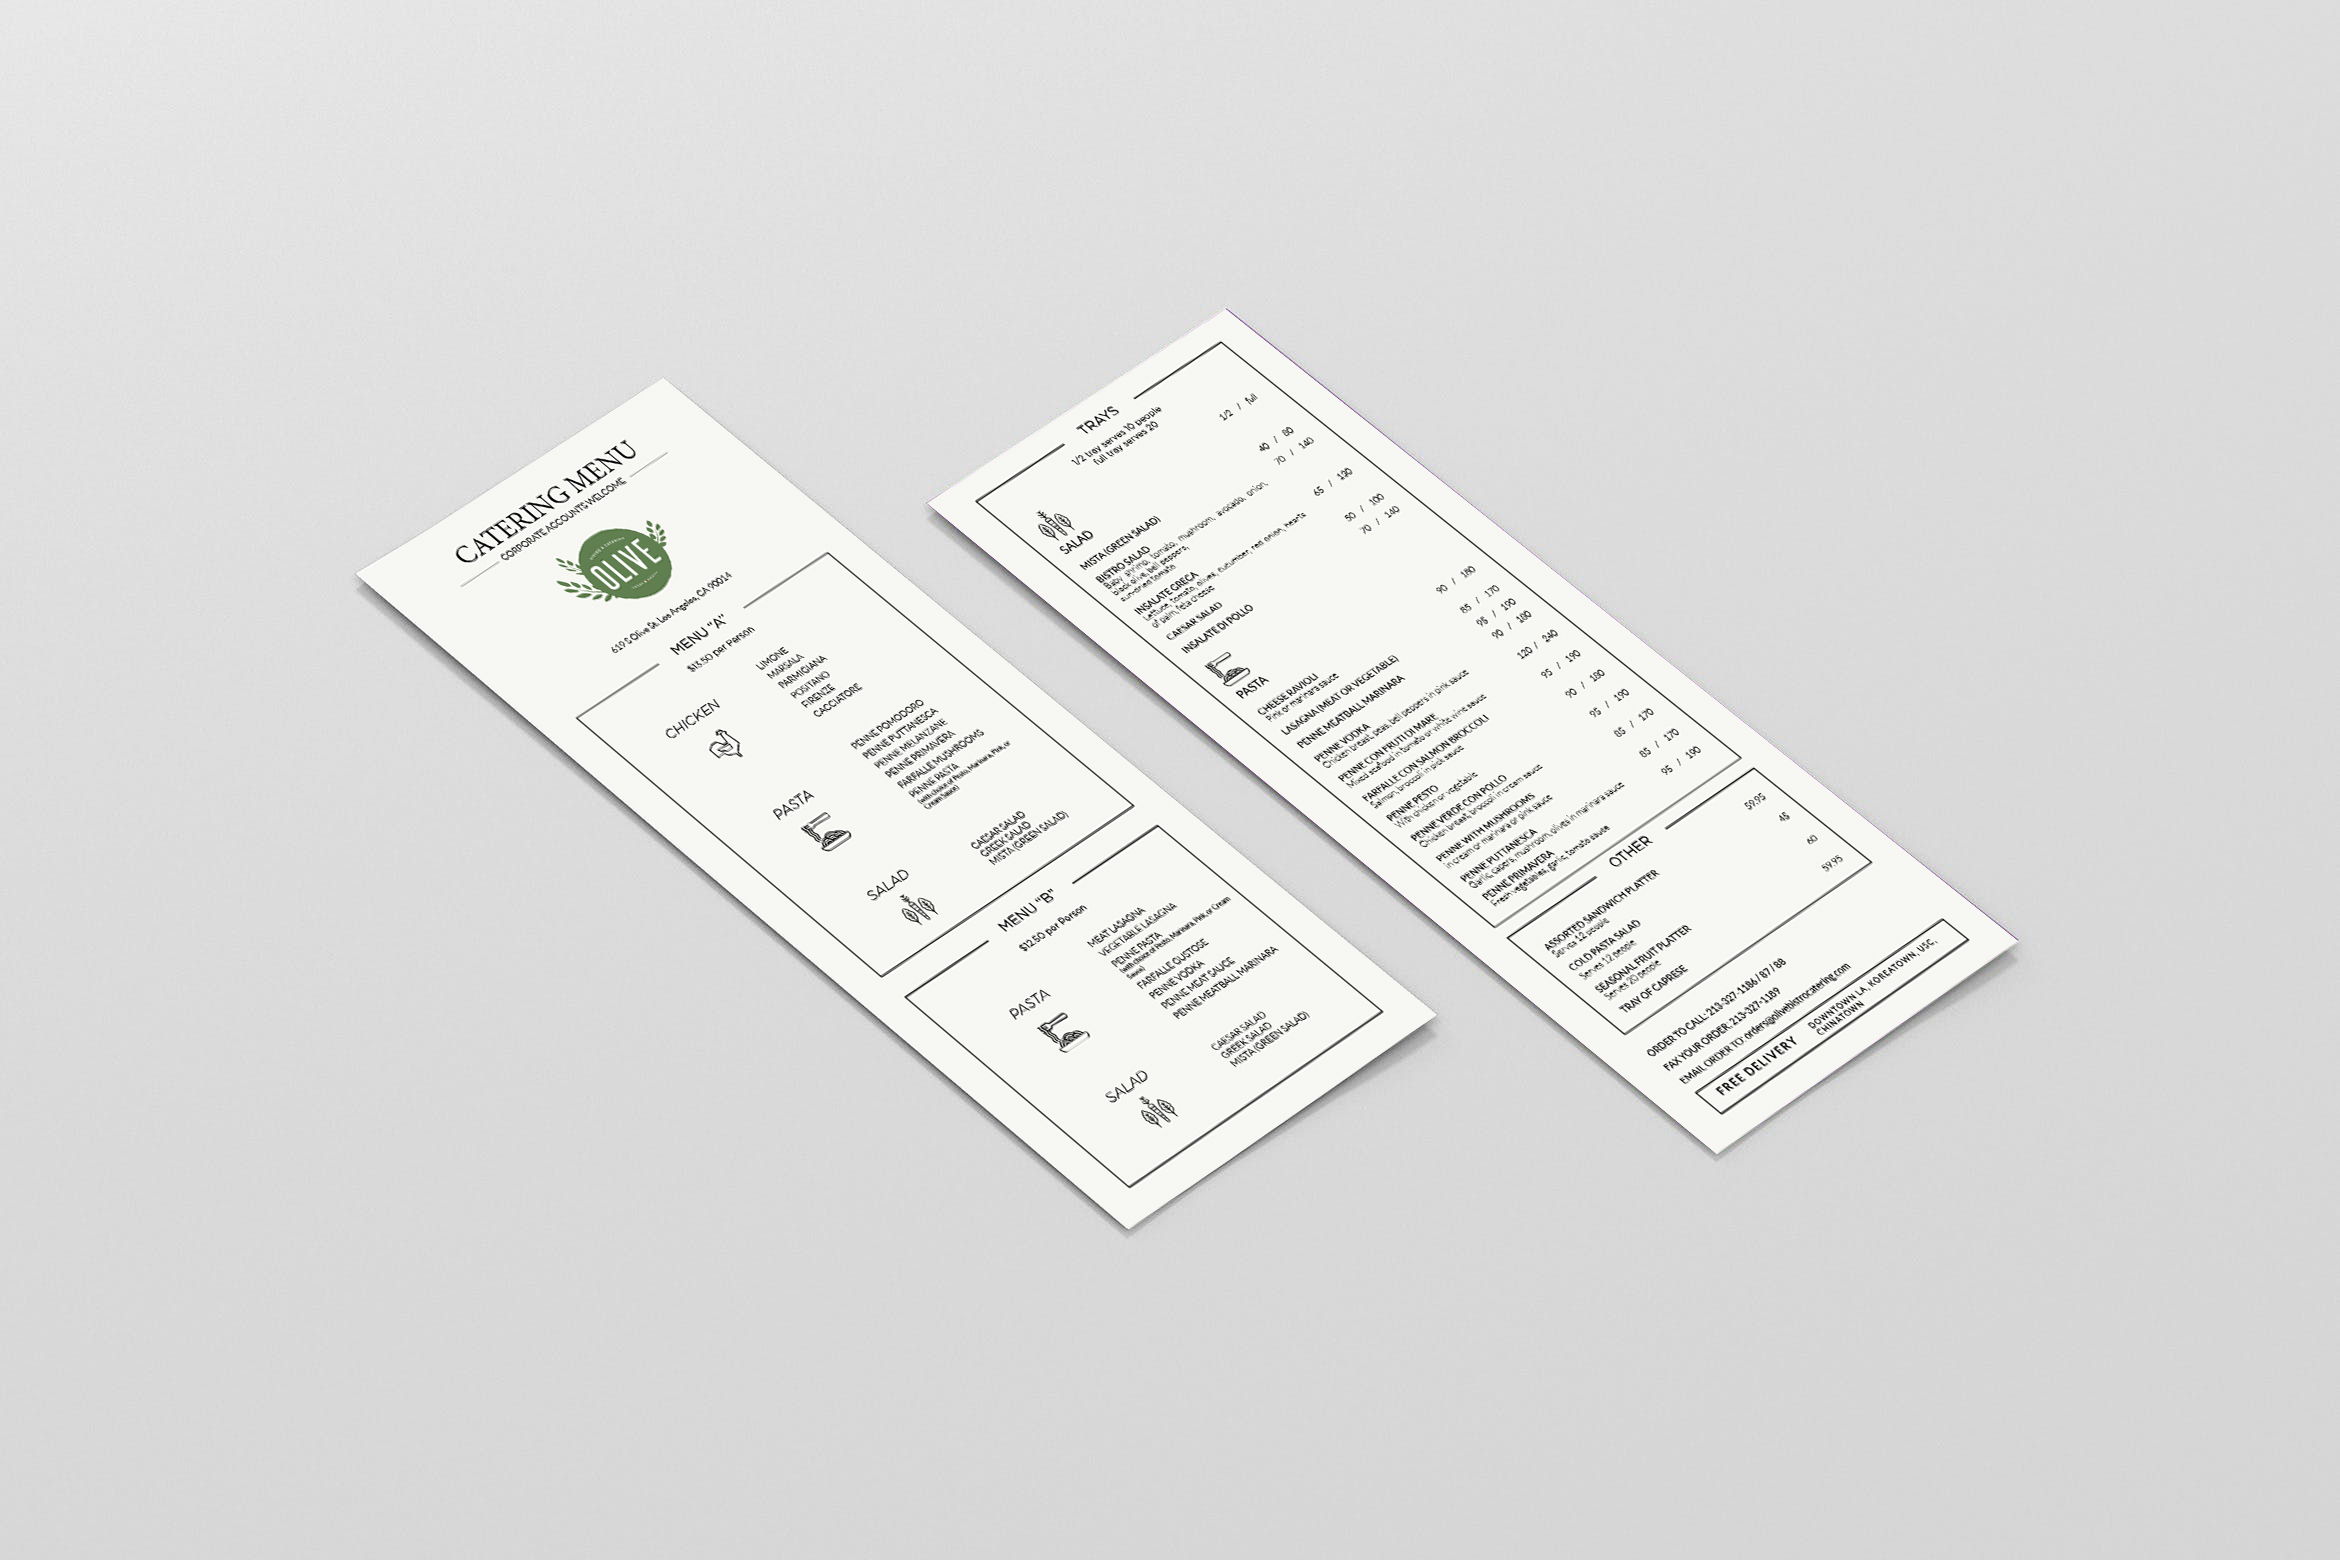 CATERING MENU
CORPORATE ACCOUNTS WELCOME
OLIVE
619 S Olive St. Los Angeles, CA 90014
MENU "A"
$13.50 per Person
CHICKEN
LIMONE
MARSALA
PARMIGIANA
POSITANO
FIRENZE
CACCIATORE
PASTA
PENNE POMODORO
PENNE PUTTANESCA
PENNE MELANZANE
PENNE PRIMAVERA
FARFALLE MUSHROOMS
PENNE PASTA
(with choice of Pesto, Marinara, Pink, or
Cream Sauce)
SALAD
CAESAR SALAD
GREEK SALAD
MISTA (GREEN SALAD)
MENU "B"
$12.50 per Person
PASTA
MEAT LASAGNA
VEGETABLE LASAGNA
PENNE PASTA
(with choice of Pesto, Marinara, Pink, or Cream
Sauce)
FARFALLE GUSTOSE
PENNE VODKA
PENNE MEAT SAUCE
PENNE MEATBALL MARINARA
SALAD
CAESAR SALAD
GREEK SALAD
MISTA (GREEN SALAD)
TRAYS
1/2 tray serves 10 people
full tray serves 20
1/2 / full
SALAD
MISTA (GREEN SALAD) 40 / 80
BISTRO SALAD 70 / 140
Baby shrimp, tomato, mushroom, avocado, onion,
black olive, bell peppers,
sundried tomato
INSALATE GRECA 65 / 130
Lettuce, tomato, olives, cucumber, red onion, hearts
of palm, feta cheese
CAESAR SALAD 50 / 100
INSALATE DI POLLO 70 / 140
PASTA
CHEESE RAVIOLI 90 / 180
Pink or marinara sauce
LASAGNA (MEAT OR VEGETABLE) 85 / 170
PENNE MEATBALL MARINARA 95 / 190
PENNE VODKA 90 / 180
Chicken breast, peas, bell peppers in pink sauce
PENNE CON FRUTI DI MARE 120 / 240
Mixed seafood in tomato or white wine sauce
FARFALLE CON SALMON BROCCOLI 95 / 190
Salmon, broccoli in pick sauce
PENNE PESTO 90 / 180
With chicken or vegetable
PENNE VERDE CON POLLO 95 / 190
Chicken breast, broccoli in cream sauce
PENNE WITH MUSHROOMS 85 / 170
in cream or marinara or pink sauce
PENNE PUTTANESCA 85 / 170
Garlic, capers, mushroom, olives in marinara sauce
PENNE PRIMAVERA 95 / 190
Fresh vegetables, garlic, tomato sauce
OTHER
ASSORTED SANDWICH PLATTER 59.95
Serves 12 people
COLD PASTA SALAD 45
Serves 12 people
SEASONAL FRUIT PLATTER 60
Serves 20 people
TRAY OF CAPRESE 59.95
ORDER TO CALL: 213-327-1186 / 87 / 88
FAX YOUR ORDER: 213-327-1189
EMAIL ORDER TO: orders@olivebistrocatering.com
FREE DELIVERY
DOWNTOWN LA, KOREATOWN, USC,
CHINATOWN